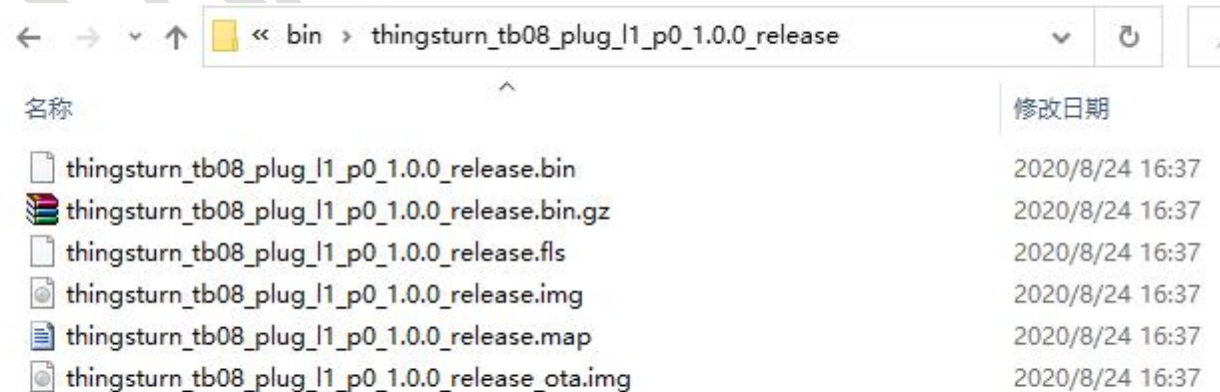 « bin › thingsturn_tb08_plug_l1_p0_1.0.0_release
名称 修改日期
thingsturn_tb08_plug_l1_p0_1.0.0_release.bin 2020/8/24 16:37
thingsturn_tb08_plug_l1_p0_1.0.0_release.bin.gz 2020/8/24 16:37
thingsturn_tb08_plug_l1_p0_1.0.0_release.fls 2020/8/24 16:37
thingsturn_tb08_plug_l1_p0_1.0.0_release.img 2020/8/24 16:37
thingsturn_tb08_plug_l1_p0_1.0.0_release.map 2020/8/24 16:37
thingsturn_tb08_plug_l1_p0_1.0.0_release_ota.img 2020/8/24 16:37